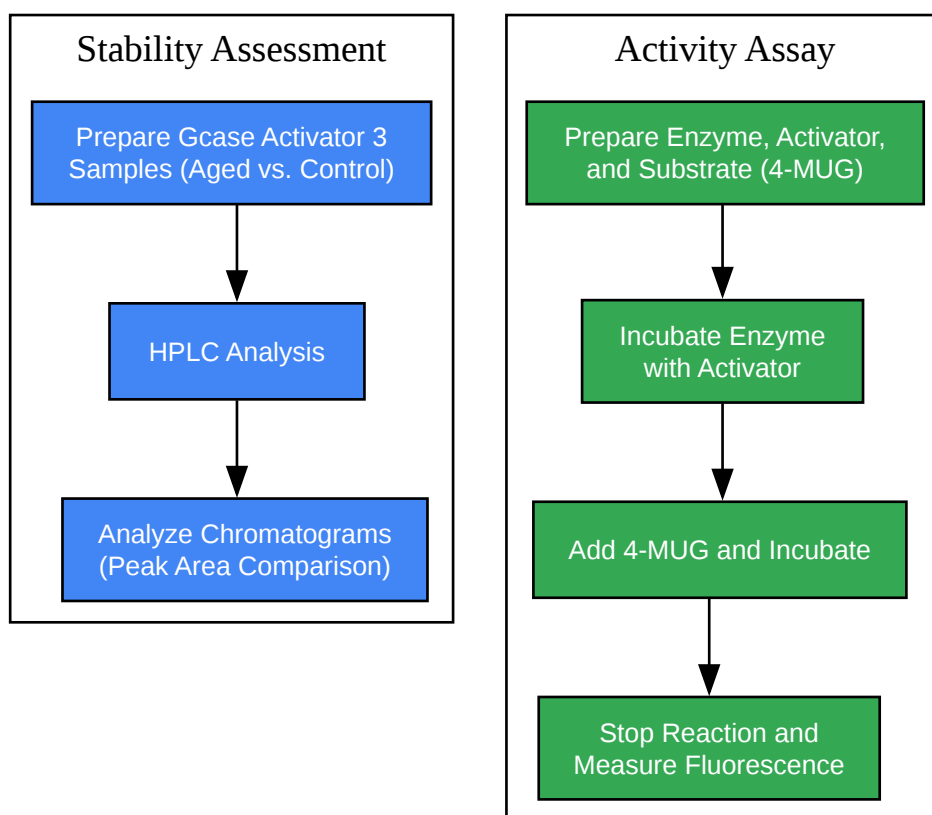 Stability Assessment
Prepare Gcase Activator 3
Samples (Aged vs. Control)
HPLC Analysis
Analyze Chromatograms
(Peak Area Comparison)
Activity Assay
Prepare Enzyme, Activator,
and Substrate (4-MUG)
Incubate Enzyme
with Activator
Add 4-MUG and Incubate
Stop Reaction and
Measure Fluorescence